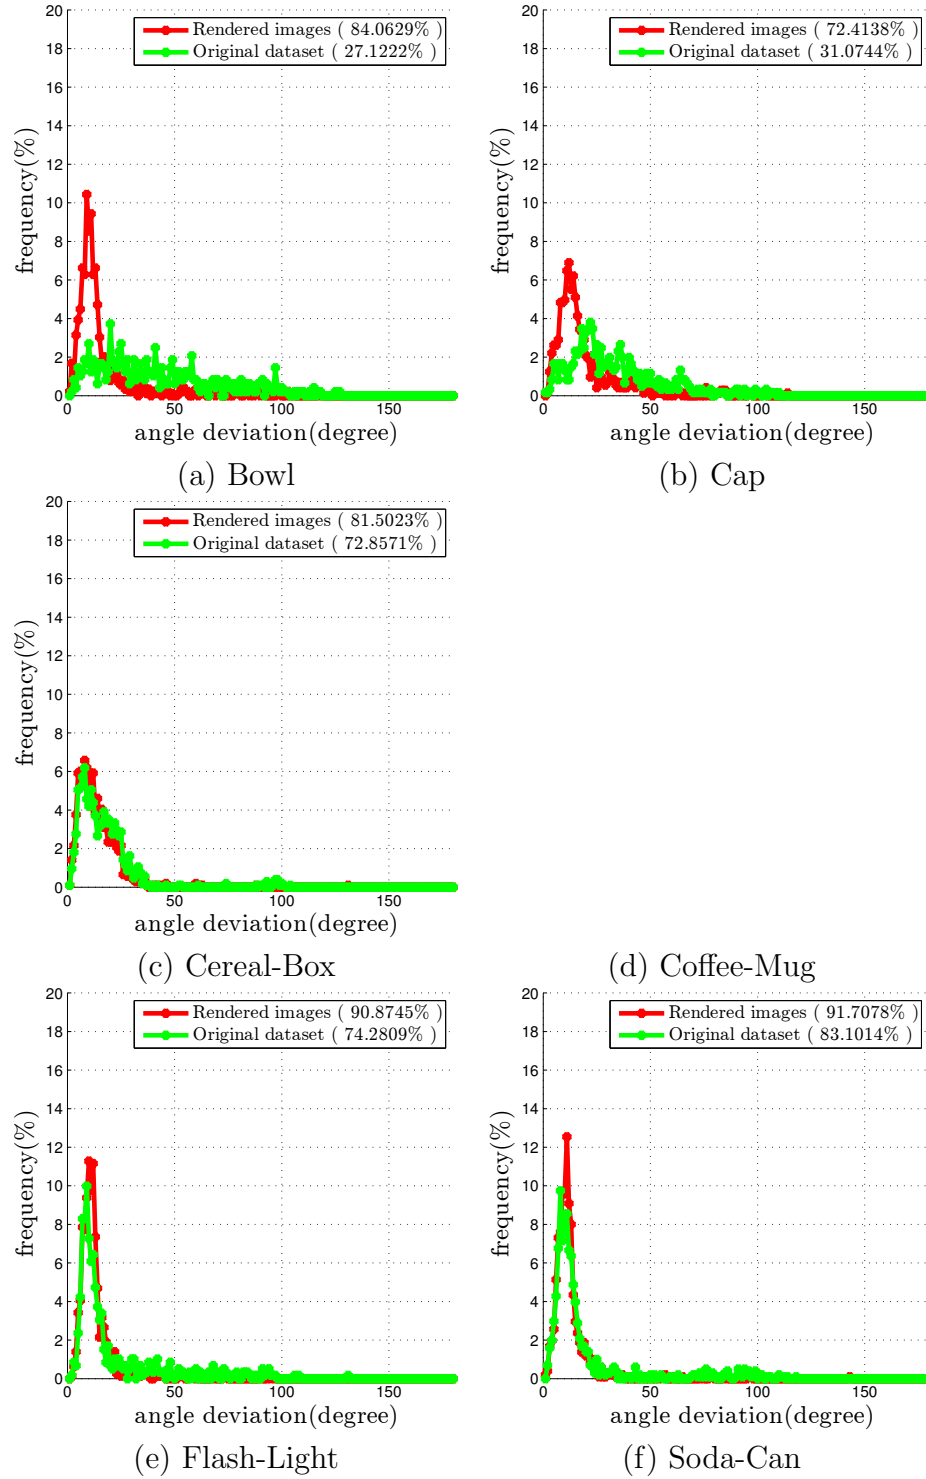 20
18
16
14
12
10
8
6
4
2
0
frequency(%)
Rendered images ( 84.0629% )
Original dataset ( 27.1222% )
0 50 100 150
angle deviation(degree)
(a) Bowl
20
18
16
14
12
10
8
6
4
2
0
frequency(%)
Rendered images ( 72.4138% )
Original dataset ( 31.0744% )
0 50 100 150
angle deviation(degree)
(b) Cap
20
18
16
14
12
10
8
6
4
2
0
frequency(%)
Rendered images ( 81.5023% )
Original dataset ( 72.8571% )
0 50 100 150
angle deviation(degree)
(c) Cereal-Box
(d) Coffee-Mug
20
18
16
14
12
10
8
6
4
2
0
frequency(%)
Rendered images ( 90.8745% )
Original dataset ( 74.2809% )
0 50 100 150
angle deviation(degree)
(e) Flash-Light
20
18
16
14
12
10
8
6
4
2
0
frequency(%)
Rendered images ( 91.7078% )
Original dataset ( 83.1014% )
0 50 100 150
angle deviation(degree)
(f) Soda-Can